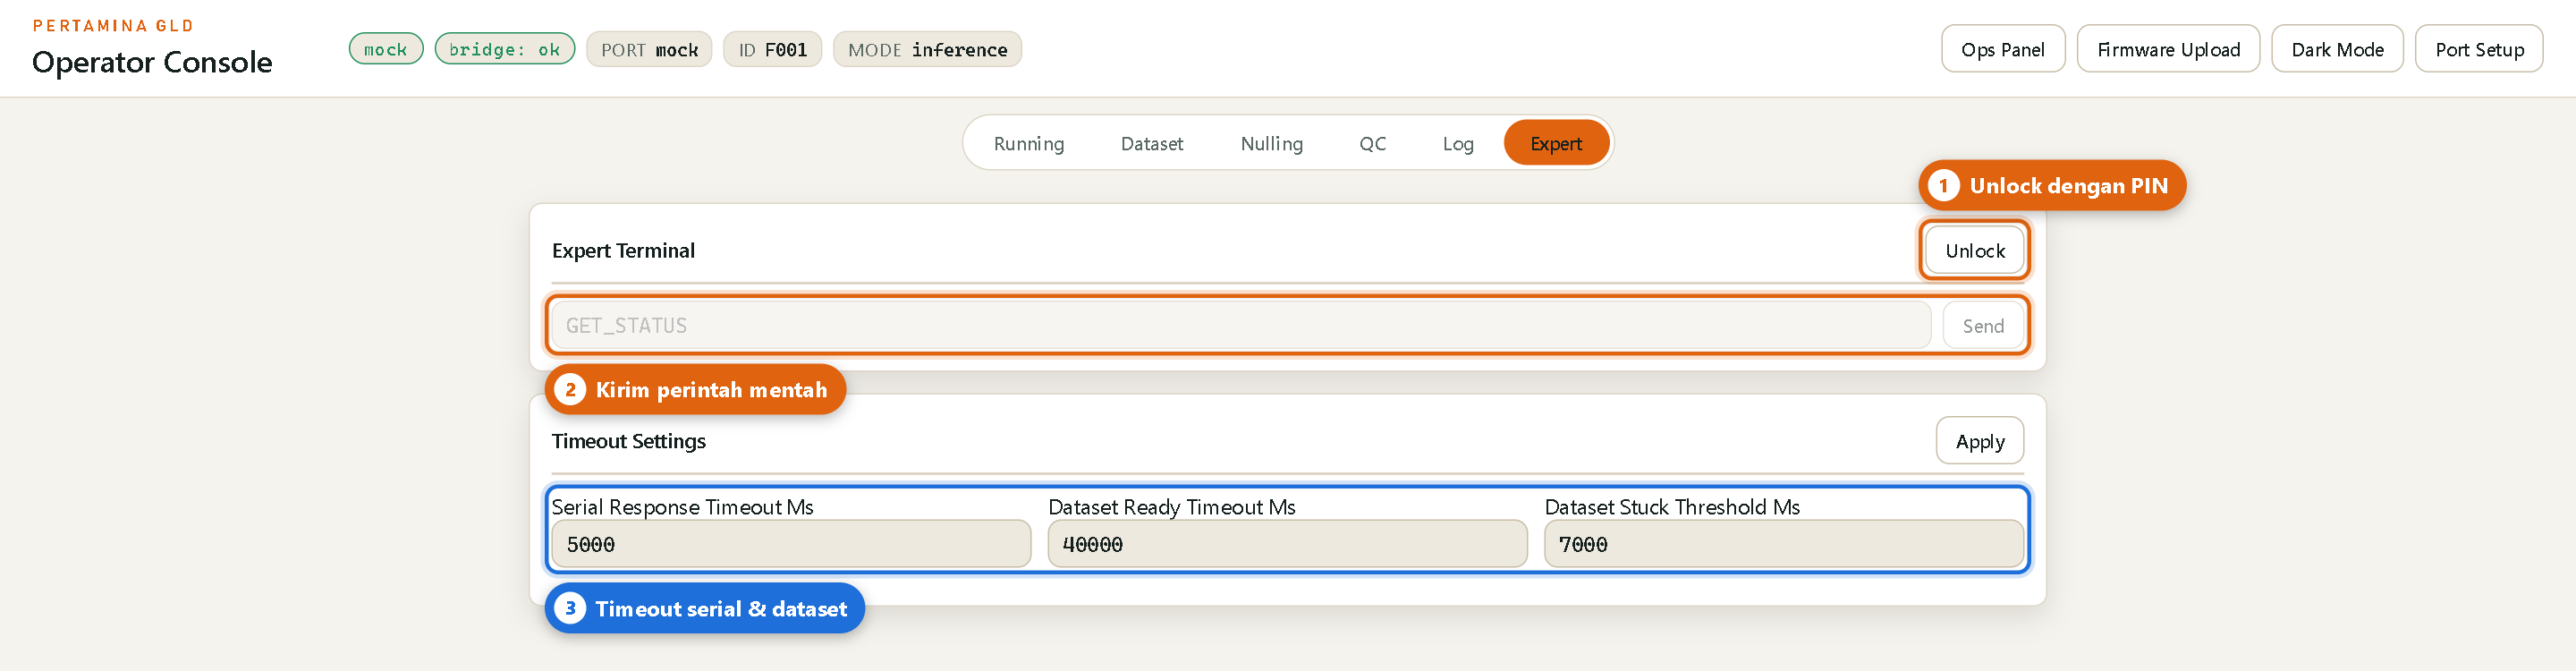 PERTAMINA GLD
Operator Console
mock
bridge: ok
PORT mock
ID F001
MODE inference
Ops Panel
Firmware Upload
Dark Mode
Port Setup
Running
Dataset
Nulling
QC
Log
Expert
1 Unlock dengan PIN
Expert Terminal
Unlock
GET_STATUS
Send
2 Kirim perintah mentah
Timeout Settings
Apply
Serial Response Timeout Ms
Dataset Ready Timeout Ms
Dataset Stuck Threshold Ms
5000
40000
7000
3 Timeout serial & dataset